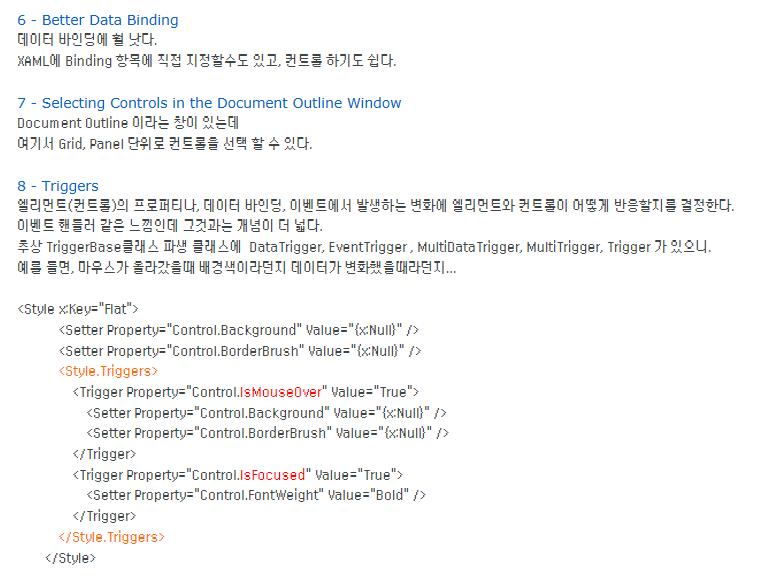 6 - Better Data Binding
데이터 바인딩에 훨 낫다.
XAML에 Binding 항목에 직접 지정할수도 있고, 컨트롤 하기도 쉽다.
7 - Selecting Controls in the Document Outline Window
Document Outline 이라는 창이 있는데
여기서 Grid, Panel 단위로 컨트롤을 선택 할 수 있다.
8 - Triggers
엘리먼트(컨트롤)의 프로퍼티나, 데이터 바인딩, 이벤트에서 발생하는 변화에 엘리먼트와 컨트롤이 어떻게 반응할지를 결정한다.
이벤트 핸들러 같은 느낌인데 그것과는 개념이 더 넓다.
추상 TriggerBase클래스 파생 클래스에  DataTrigger, EventTrigger , MultiDataTrigger, MultiTrigger, Trigger 가 있으니.
예를 들면, 마우스가 올라갔을때 배경색이라던지 데이터가 변화했을때라던지...
<Style x:Key="Flat">
<Setter Property="Control.Background" Value="{x:Null}" />
<Setter Property="Control.BorderBrush" Value="{x:Null}" />
<Style.Triggers>
<Trigger Property="Control.IsMouseOver" Value="True">
<Setter Property="Control.Background" Value="{x:Null}" />
<Setter Property="Control.BorderBrush" Value="{x:Null}" />
</Trigger>
<Trigger Property="Control.IsFocused" Value="True">
<Setter Property="Control.FontWeight" Value="Bold" />
</Trigger>
</Style.Triggers>
</Style>